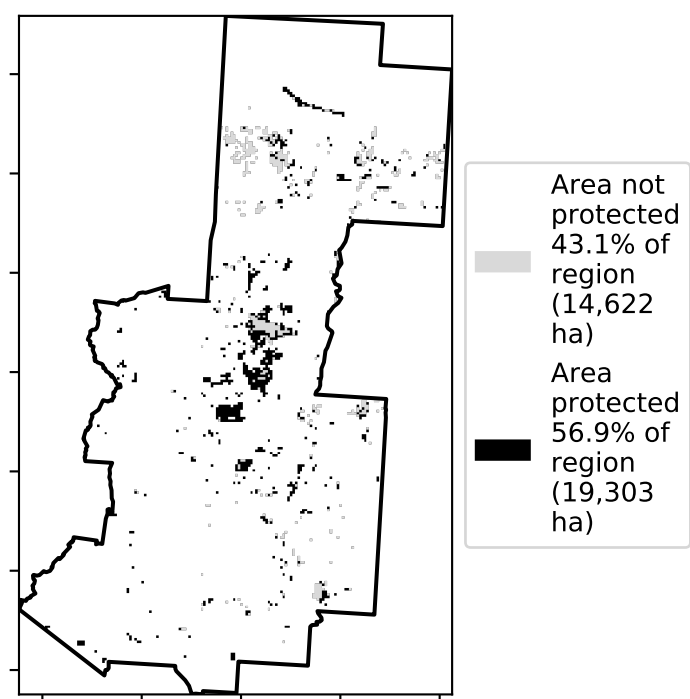 Area not
protected
43.1% of
region
(14,622
ha)
Area
protected
56.9% of
region
(19,303
ha)